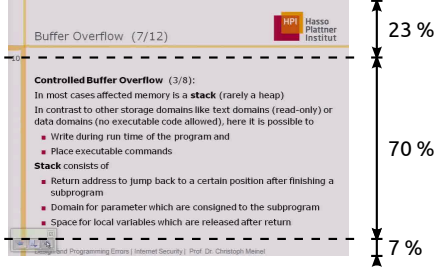 Buffer Overflow (7/12)
HPI
Hasso
Plattner
Institut
23 %
10
Controlled Buffer Overflow (3/8):
In most cases affected memory is a stack (rarely a heap)
In contrast to other storage domains like text domains (read-only) or
data domains (no executable code allowed), here it is possible to
Write during run time of the program and
Place executable commands
70 %
Stack consists of
Return address to jump back to a certain position after finishing a
subprogram
Domain for parameter which are consigned to the subprogram
Space for local variables which are released after return
and Programming Errors | Internet Security | Prof. Dr. Christoph Meinel
7 %